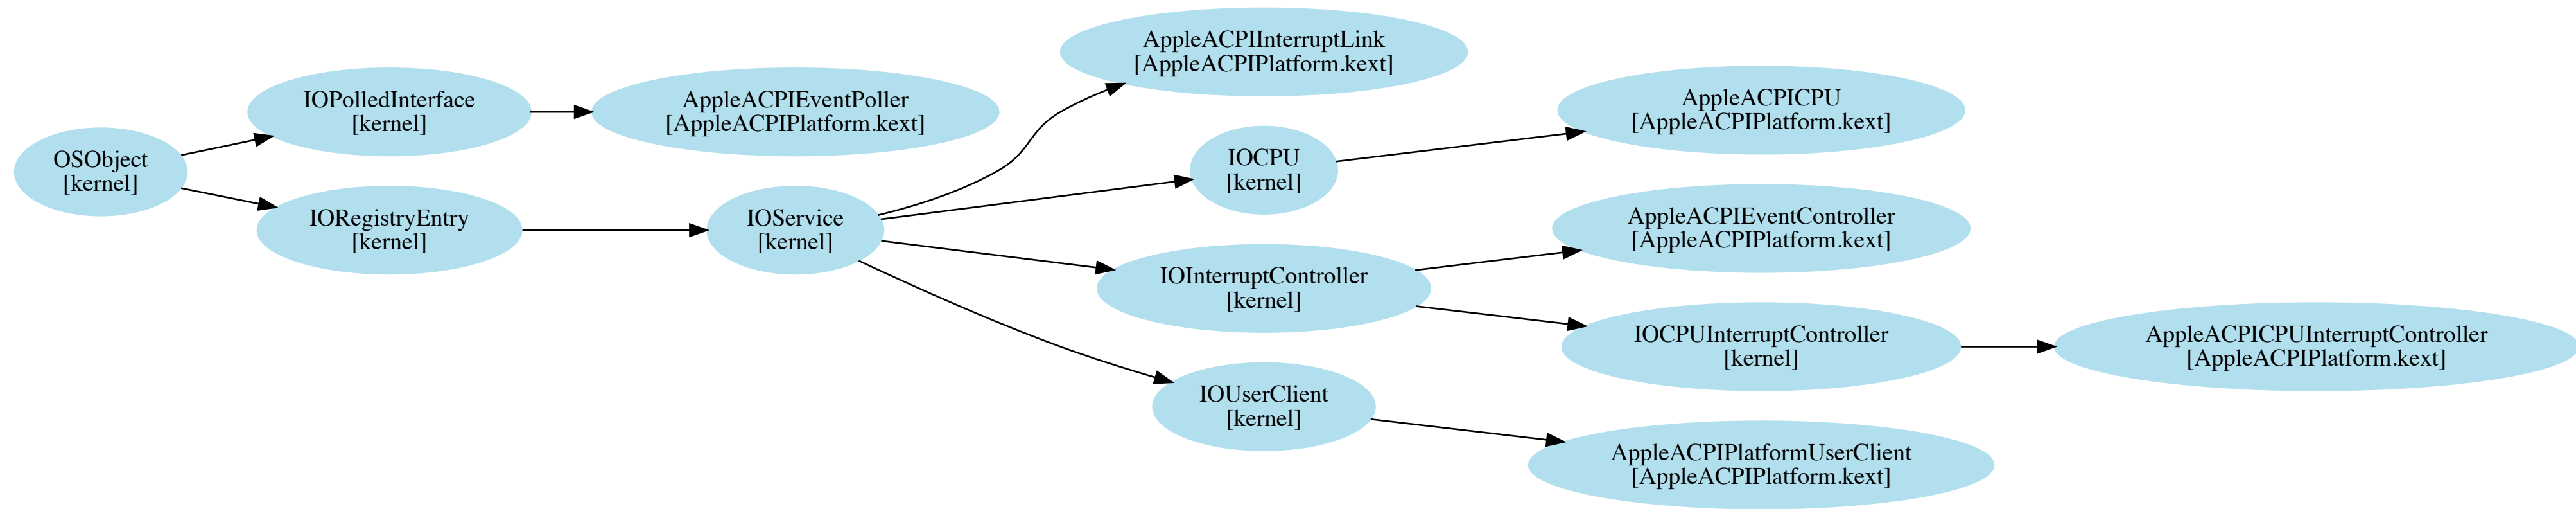 OSObject
[kernel]
IOPolledInterface
[kernel]
IORegistryEntry
[kernel]
AppleACPIEventPoller
[AppleACPIPlatform.kext]
IOService
[kernel]
AppleACPIInterruptLink
[AppleACPIPlatform.kext]
IOCPU
[kernel]
IOInterruptController
[kernel]
IOUserClient
[kernel]
AppleACPICPU
[AppleACPIPlatform.kext]
AppleACPIEventController
[AppleACPIPlatform.kext]
IOCPUInterruptController
[kernel]
AppleACPIPlatformUserClient
[AppleACPIPlatform.kext]
AppleACPICPUInterruptController
[AppleACPIPlatform.kext]